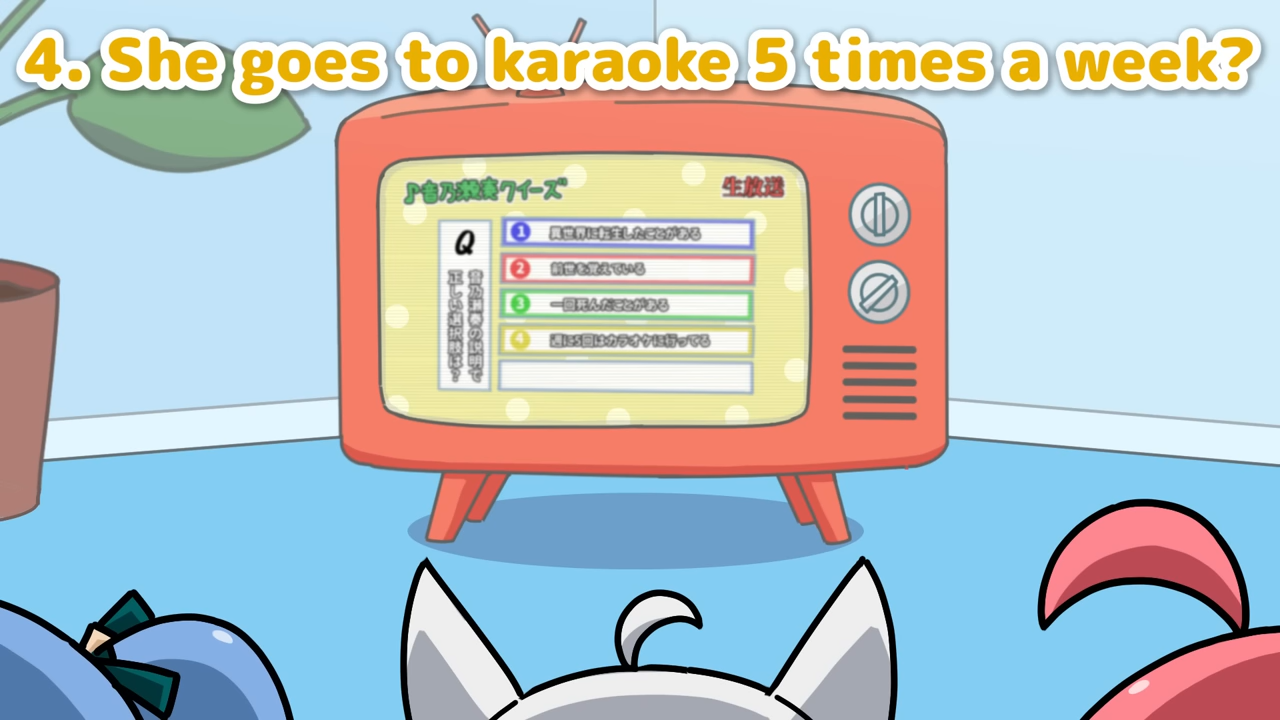 4. She goes to karaoke 5 times a week?
♪音乃瀬奏クイーズ
生放送
Q
音乃瀬奏の説明で
正しい選択肢は?
1 異世界に転生したことがある
2 前世を覚えている
3 一回死んだことがある
4 週に5回はカラオケに行ってる